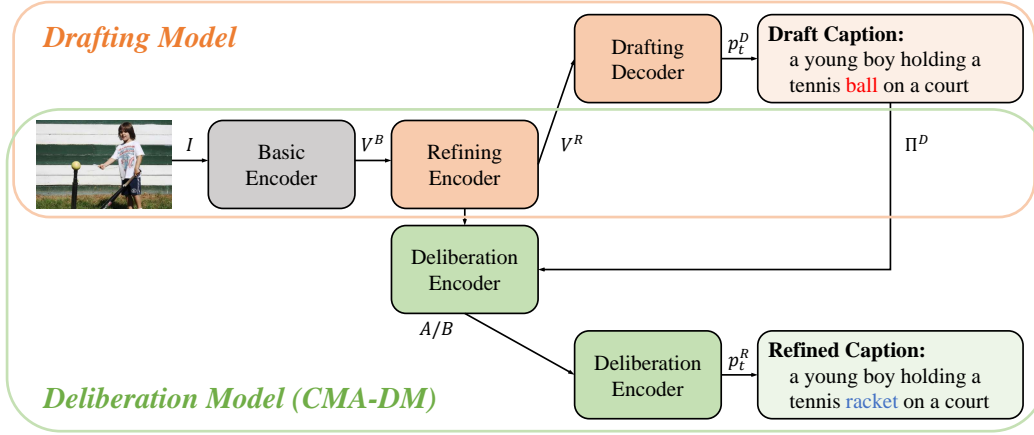 Drafting Model
Drafting
Decoder
p_t^D
Draft Caption:
a young boy holding a
tennis ball on a court
I
Basic
Encoder
V^B
Refining
Encoder
V^R
Π^D
Deliberation
Encoder
A/B
Deliberation
Encoder
p_t^R
Refined Caption:
a young boy holding a
tennis racket on a court
Deliberation Model (CMA-DM)